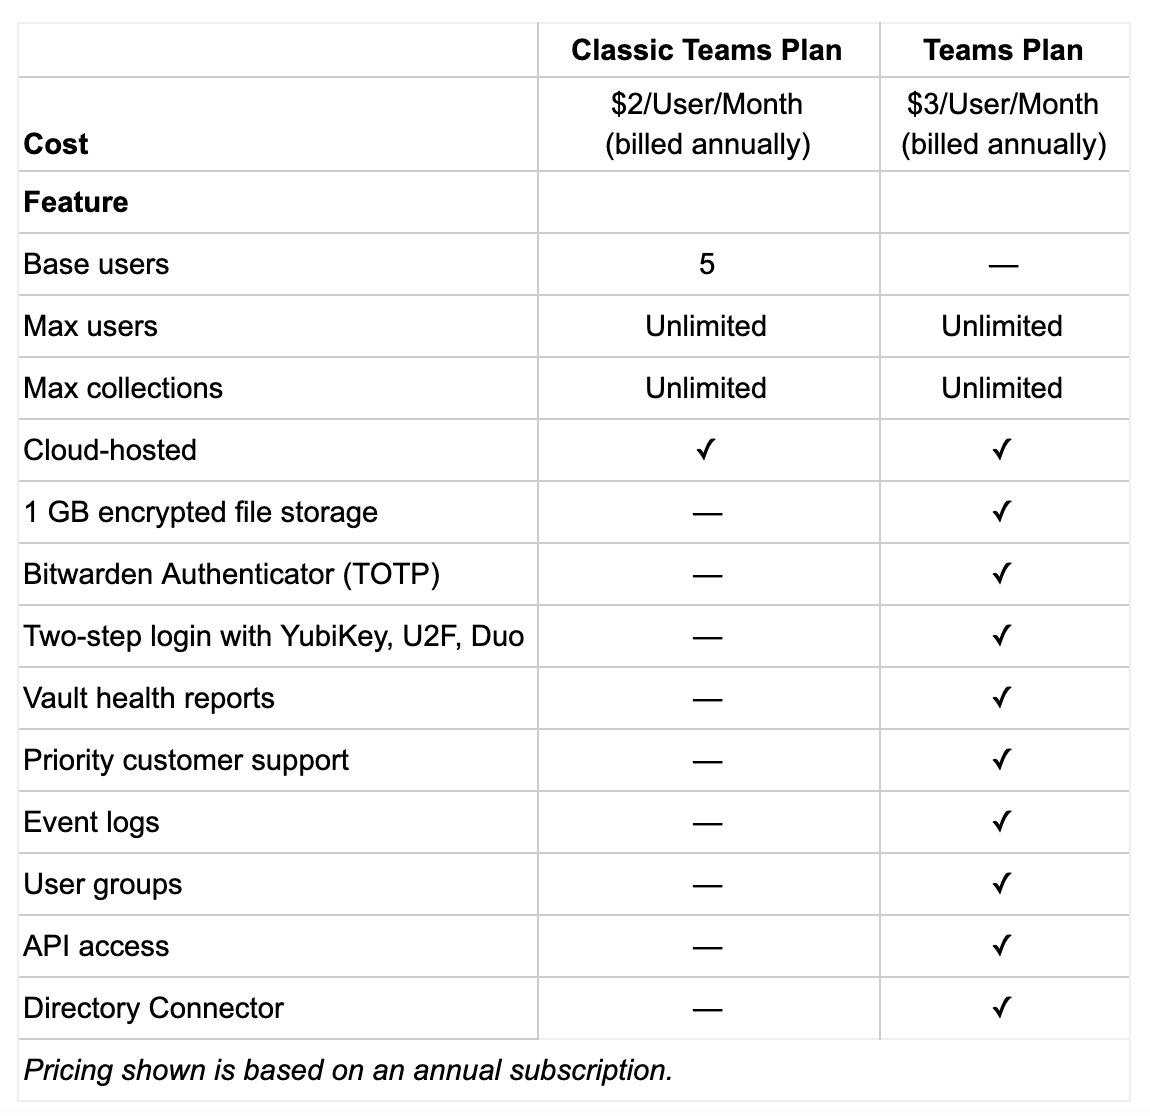 Classic Teams Plan Teams Plan
$2/User/Month $3/User/Month
Cost (billed annually) (billed annually)
Feature
Base users 5 —
Max users Unlimited Unlimited
Max collections Unlimited Unlimited
Cloud-hosted ✓ ✓
1 GB encrypted file storage — ✓
Bitwarden Authenticator (TOTP) — ✓
Two-step login with YubiKey, U2F, Duo — ✓
Vault health reports — ✓
Priority customer support — ✓
Event logs — ✓
User groups — ✓
API access — ✓
Directory Connector — ✓
Pricing shown is based on an annual subscription.